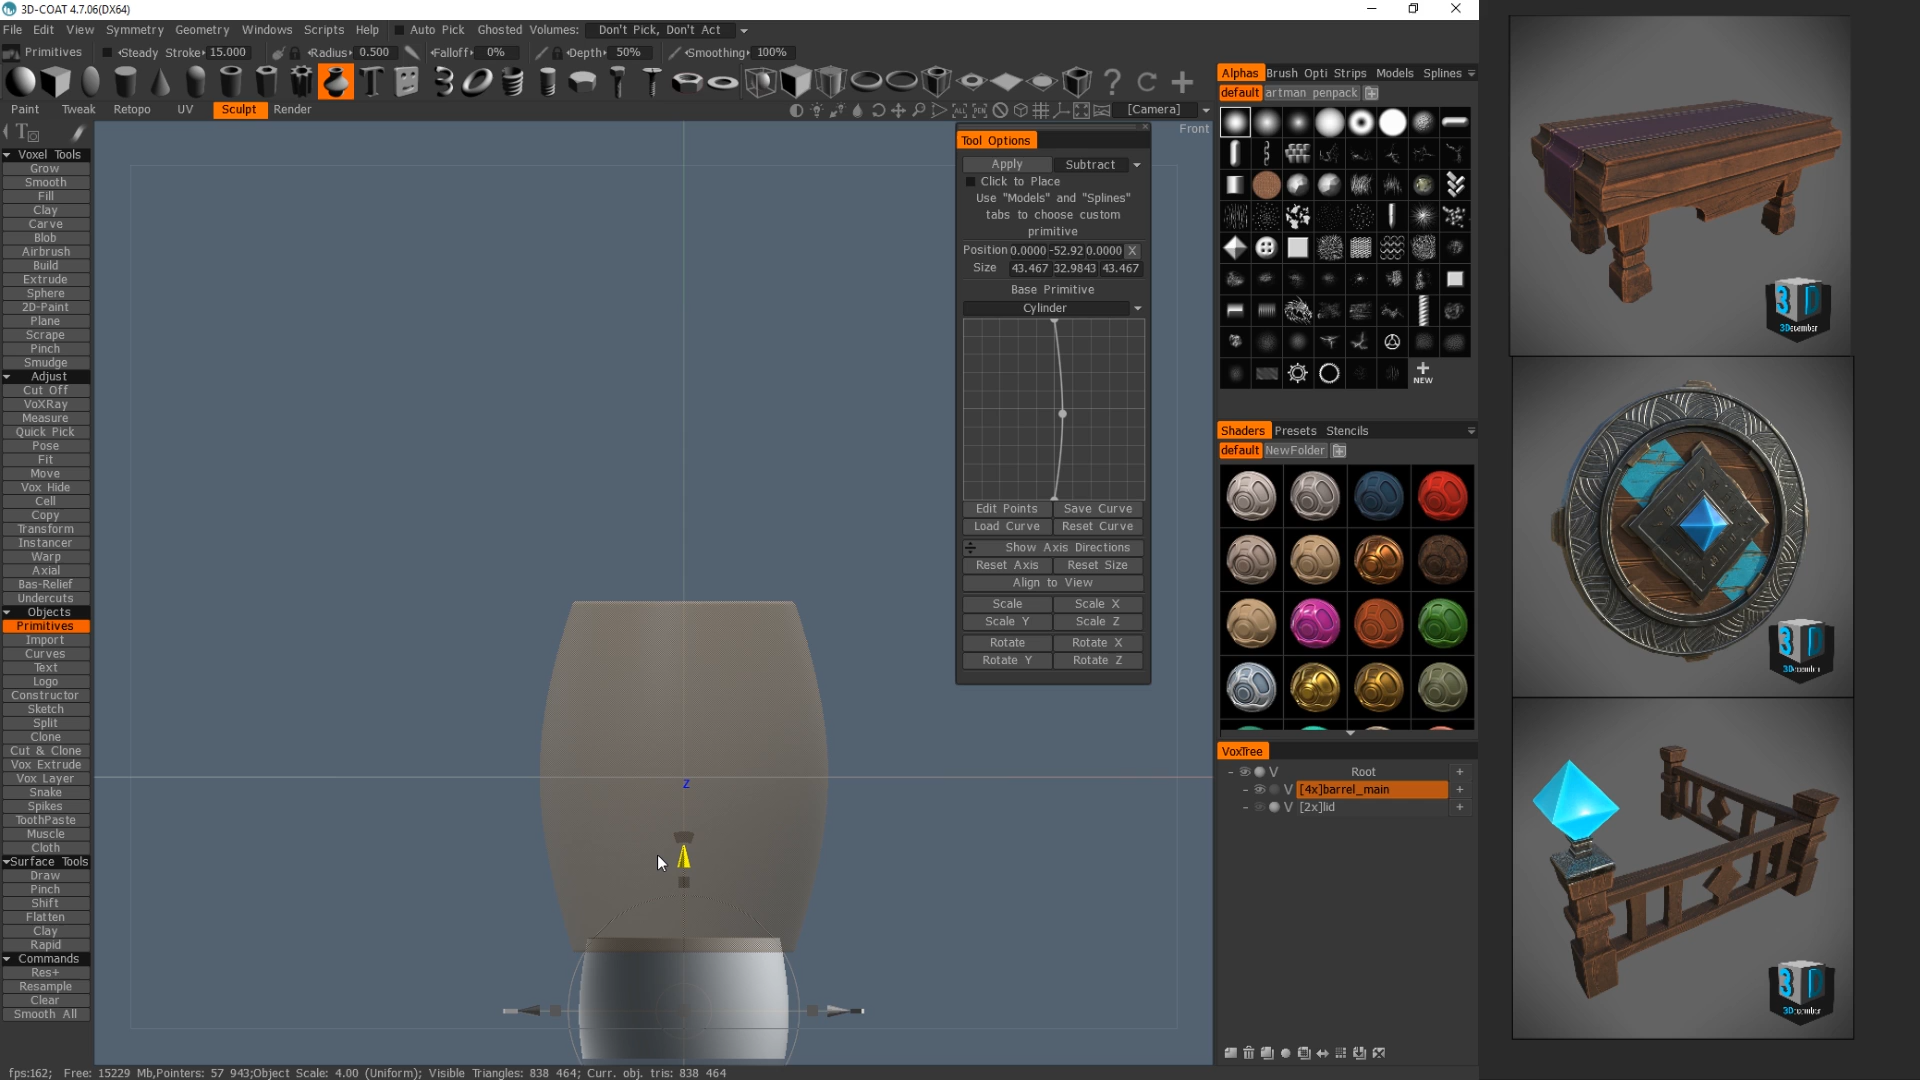 3D-COAT 4.7.06(DX64)
File Edit View Symmetry Geometry Windows Scripts Help Auto Pick Ghosted Volumes: Don't Pick, Don't Act
Primitives Steady Stroke 15.000 Radius 0.500 Falloff 0% Depth 50% Smoothing 100%
Paint Tweak Retopo UV Sculpt Render [Camera]
Front
Voxel Tools
Grow
Smooth
Fill
Clay
Carve
Blob
Airbrush
Build
Extrude
Sphere
2D-Paint
Plane
Scrape
Pinch
Smudge
Adjust
Cut Off
VoXRay
Measure
Quick Pick
Pose
Fit
Move
Vox Hide
Cell
Copy
Transform
Instancer
Warp
Axial
Bas-Relief
Undercuts
Objects
Primitives
Import
Curves
Text
Logo
Constructor
Sketch
Split
Clone
Cut & Clone
Vox Extrude
Vox Layer
Snake
Spikes
ToothPaste
Muscle
Cloth
Surface Tools
Draw
Pinch
Shift
Flatten
Clay
Rapid
Commands
Res+
Resample
Clear
Smooth All
Z
Tool Options
Apply Subtract
Click to Place
Use "Models" and "Splines"
tabs to choose custom
primitive
Position 0.0000 -52.92 0.0000 X
Size 43.467 32.9843 43.467
Base Primitive
Cylinder
Edit Points Save Curve
Load Curve Reset Curve
Show Axis Directions
Reset Axis Reset Size
Align to View
Scale Scale X
Scale Y Scale Z
Rotate Rotate X
Rotate Y Rotate Z
Alphas Brush Opti Strips Models Splines
default artman penpack
NEW
Shaders Presets Stencils
default NewFolder
VoxTree
V Root +
V [4x]barrel_main +
V [2x]lid +
3D
3December
3D
3December
3D
3December
fps:162; Free: 15229 Mb,Pointers: 57 943;Object Scale: 4.00 (Uniform); Visible Triangles: 838 464; Curr. obj. tris: 838 464